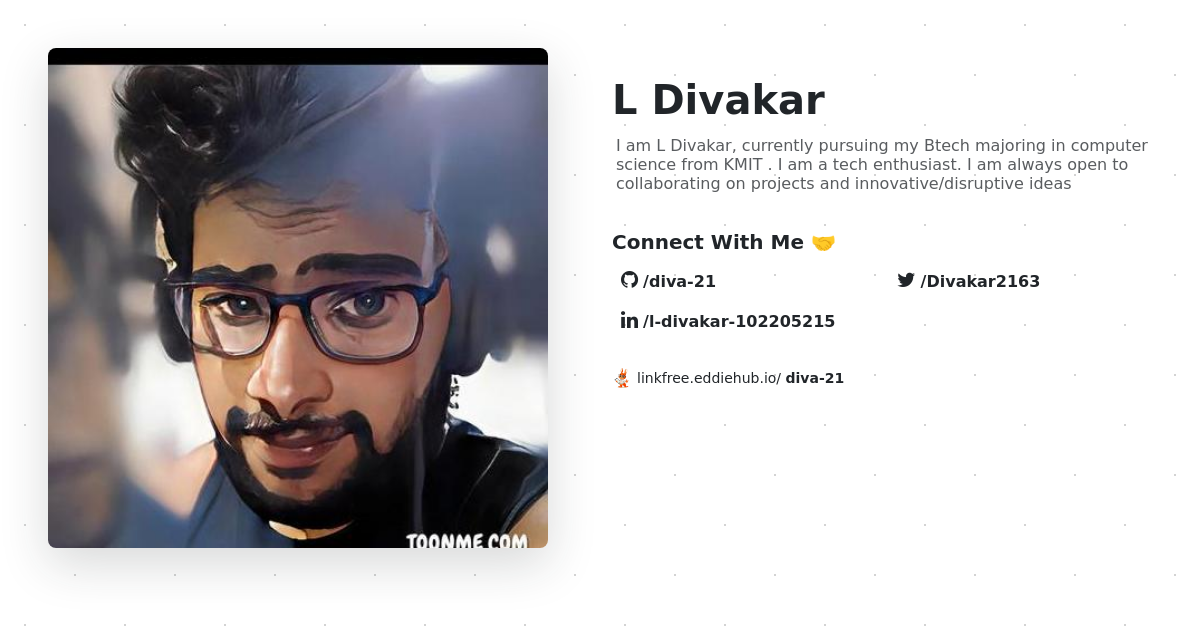 L Divakar
I am L Divakar, currently pursuing my Btech majoring in computer
science from KMIT . I am a tech enthusiast. I am always open to
collaborating on projects and innovative/disruptive ideas
Connect With Me 🤝
/diva-21
/Divakar2163
/l-divakar-102205215
linkfree.eddiehub.io/ diva-21
TOONME.COM